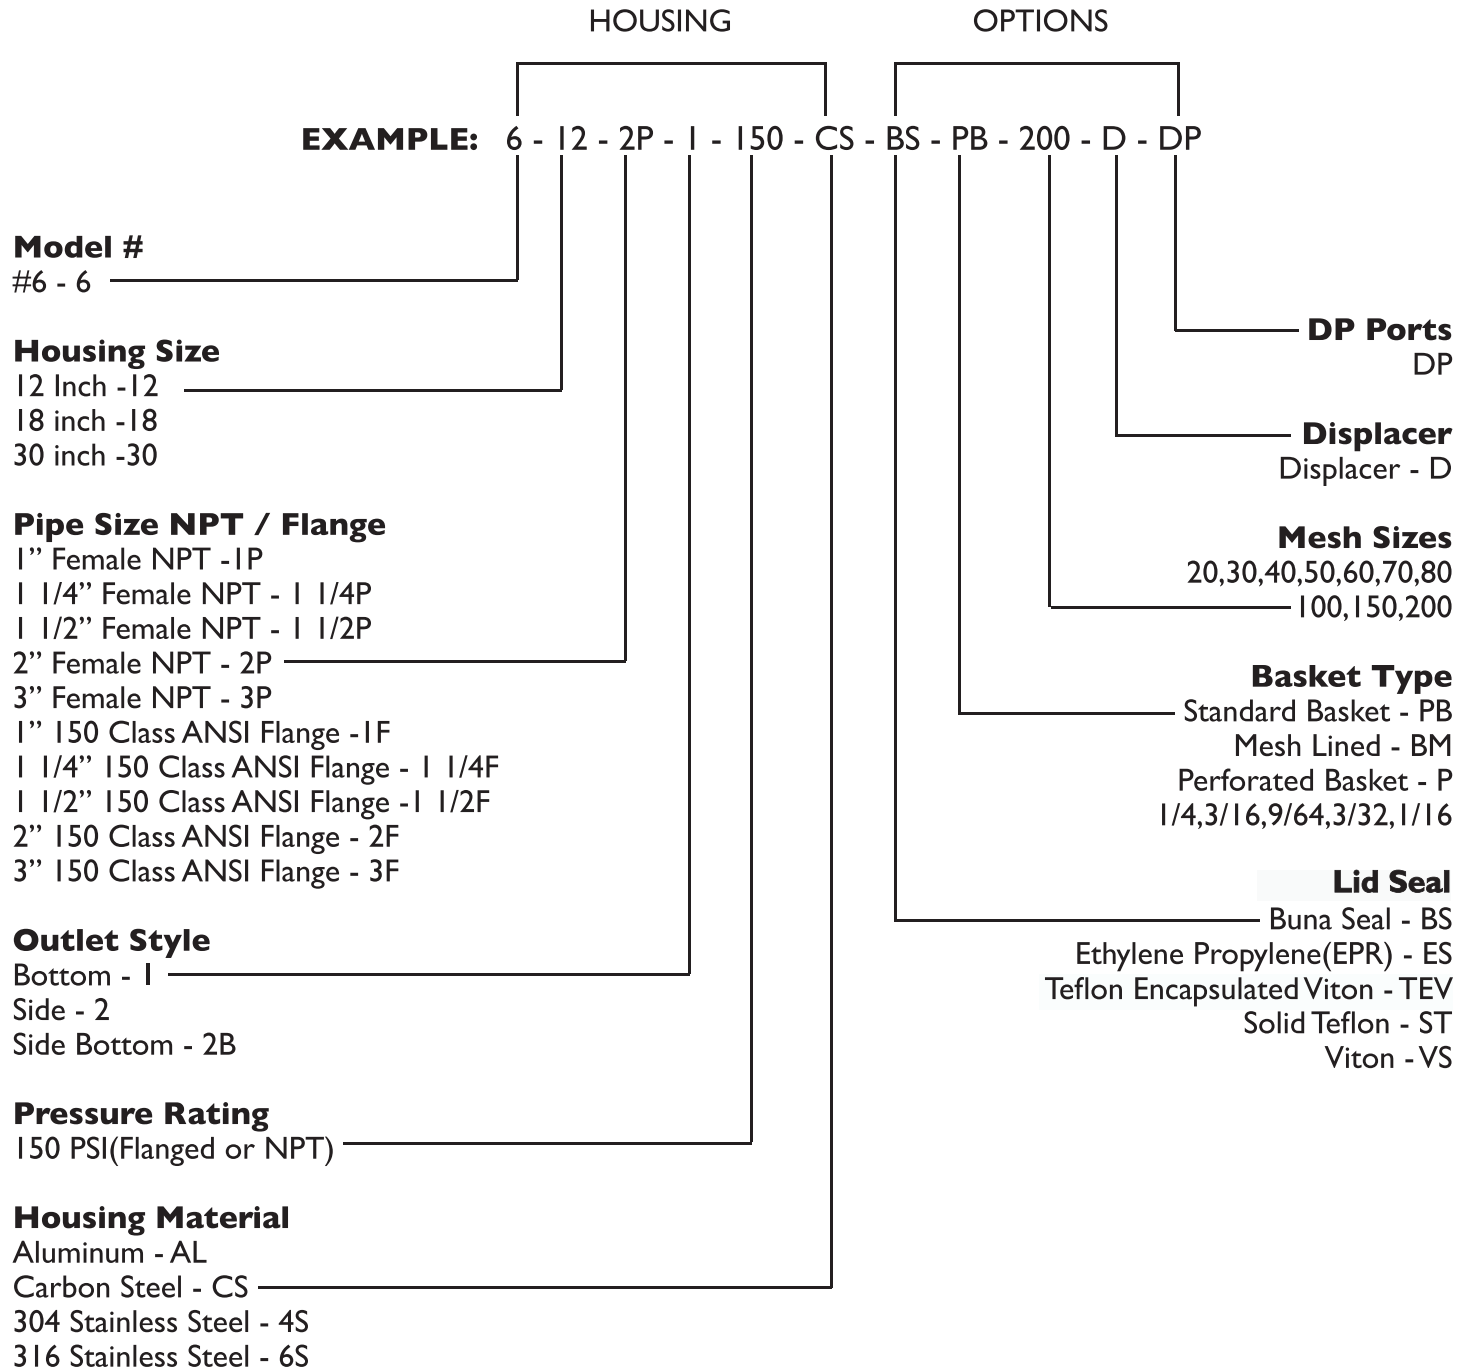 HOUSING OPTIONS
EXAMPLE: 6 - 12 - 2P - 1 - 150 - CS - BS - PB - 200 - D - DP
Model #
#6 - 6
Housing Size
12 Inch -12
18 inch -18
30 inch -30
Pipe Size NPT / Flange
1” Female NPT -1P
1 1/4” Female NPT - 1 1/4P
1 1/2” Female NPT - 1 1/2P
2” Female NPT - 2P
3” Female NPT - 3P
1” 150 Class ANSI Flange -1F
1 1/4” 150 Class ANSI Flange - 1 1/4F
1 1/2” 150 Class ANSI Flange -1 1/2F
2” 150 Class ANSI Flange - 2F
3” 150 Class ANSI Flange - 3F
Outlet Style
Bottom - 1
Side - 2
Side Bottom - 2B
Pressure Rating
150 PSI(Flanged or NPT)
Housing Material
Aluminum - AL
Carbon Steel - CS
304 Stainless Steel - 4S
316 Stainless Steel - 6S
DP Ports
DP
Displacer
Displacer - D
Mesh Sizes
20,30,40,50,60,70,80
100,150,200
Basket Type
Standard Basket - PB
Mesh Lined - BM
Perforated Basket - P
1/4,3/16,9/64,3/32,1/16
Lid Seal
Buna Seal - BS
Ethylene Propylene(EPR) - ES
Teflon Encapsulated Viton - TEV
Solid Teflon - ST
Viton - VS